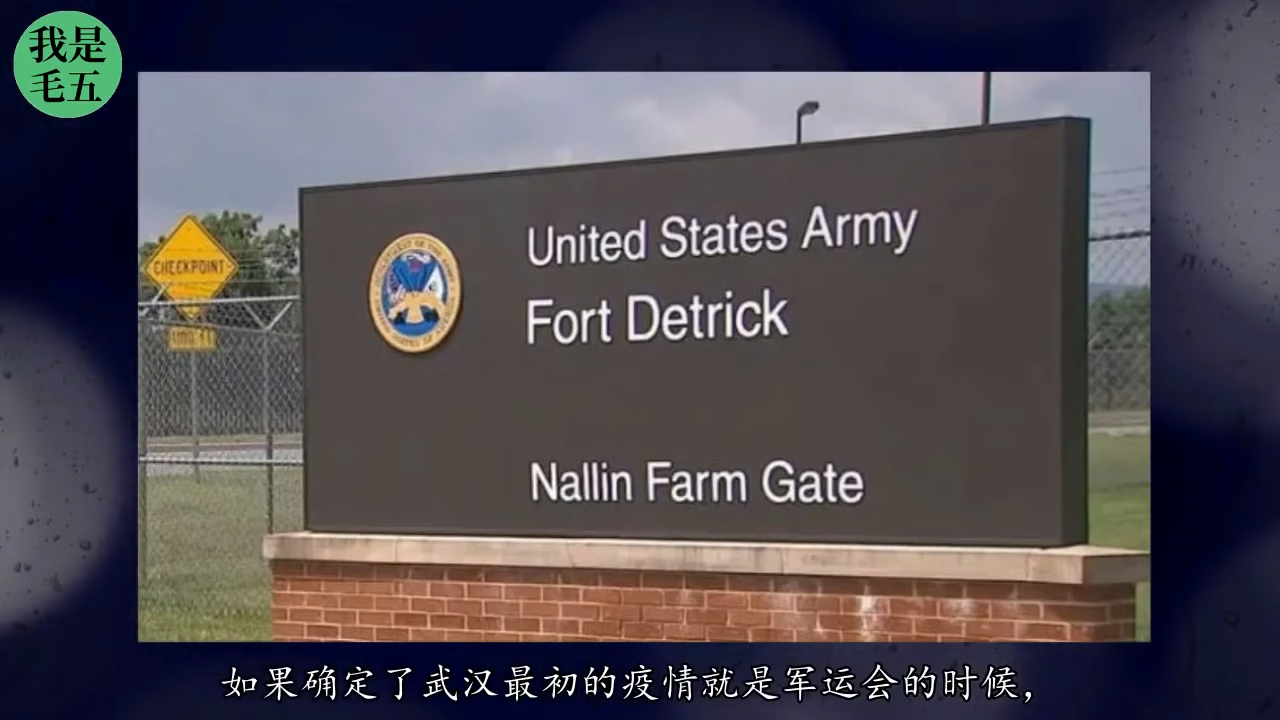 我是
毛五
CHECKPOINT
United States Army
Fort Detrick
Nallin Farm Gate
如果确定了武汉最初的疫情就是军运会的时候，